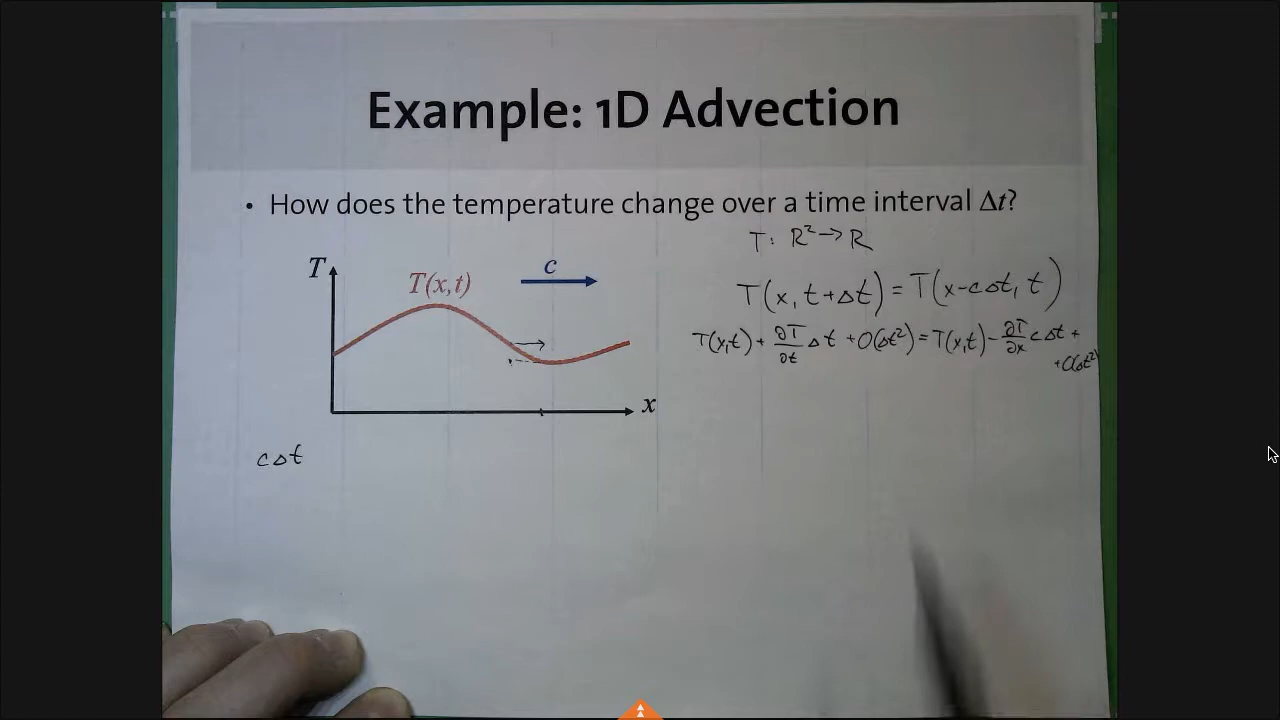 Example: 1D Advection
• How does the temperature change over a time interval Δt?
T: R² → R
T
T(x,t)
c
T(x, t+Δt) = T(x-cΔt, t)
T(x,t) + ∂T/∂t Δt + O(Δt²) = T(x,t) - ∂T/∂x cΔt +
+O(Δt²)
x
cΔt